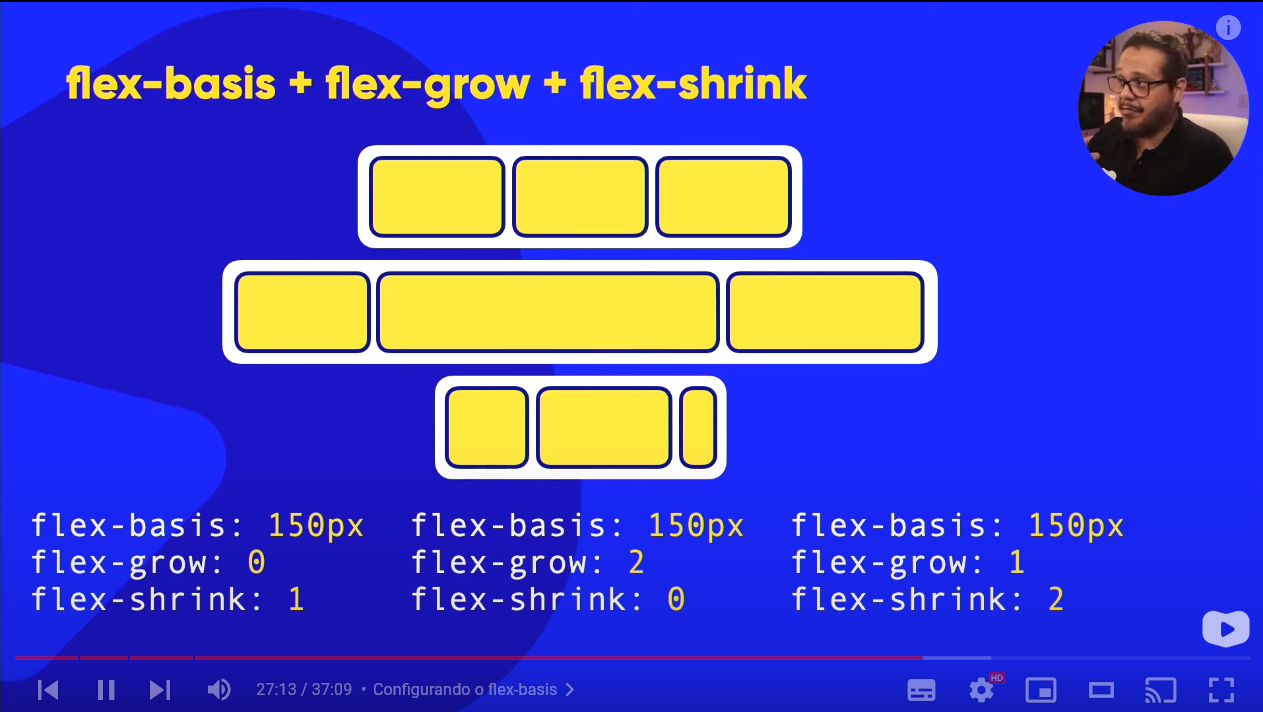 flex-basis + flex-grow + flex-shrink
flex-basis: 150px flex-basis: 150px flex-basis: 150px
flex-grow: 0 flex-grow: 2 flex-grow: 1
flex-shrink: 1 flex-shrink: 0 flex-shrink: 2
27:13 / 37:09 • Configurando o flex-basis
HD